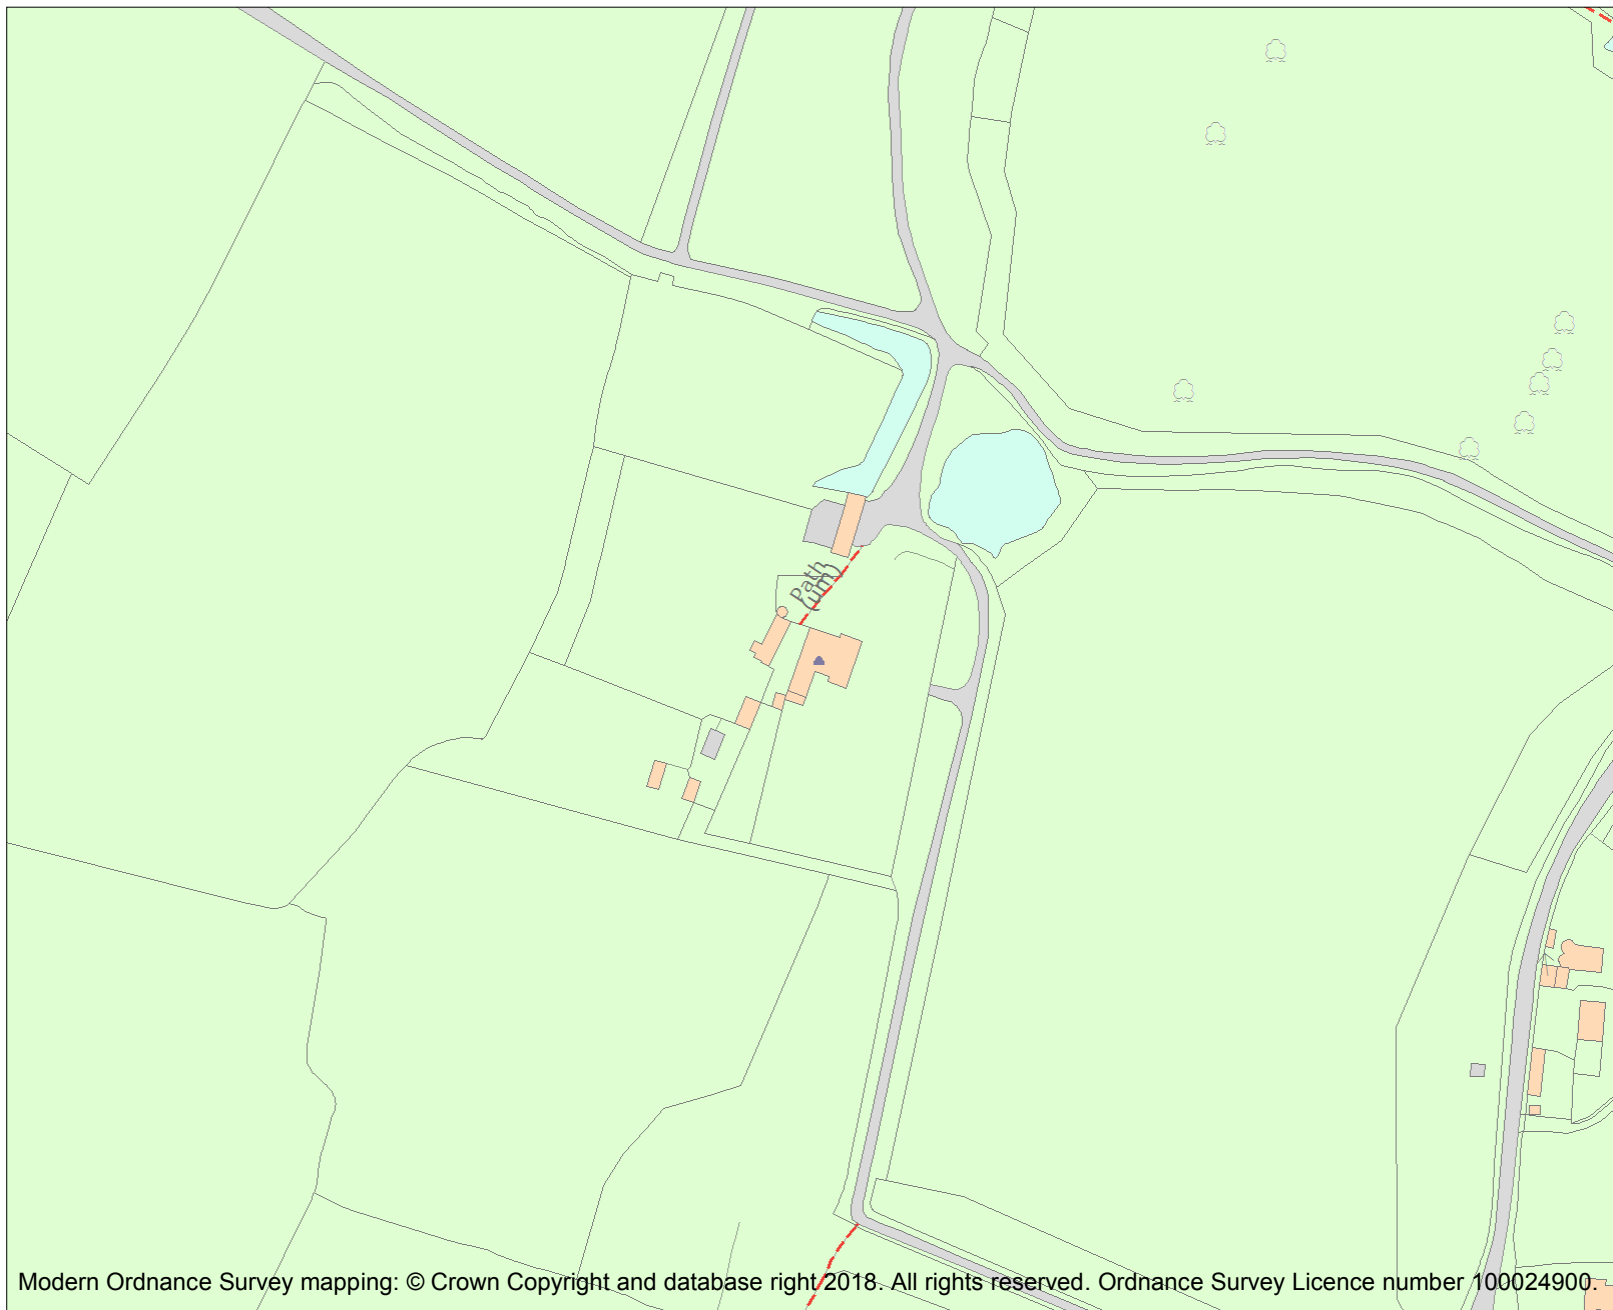 Path
(um)
Modern Ordnance Survey mapping: © Crown Copyright and database right 2018. All rights reserved. Ordnance Survey Licence number 100024900.